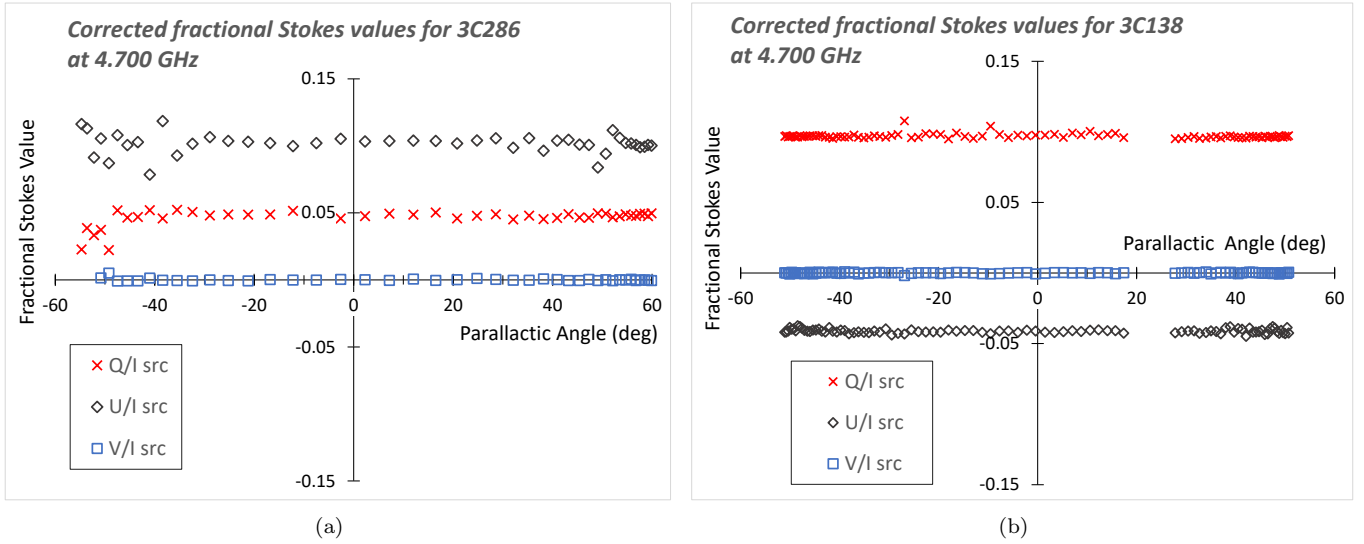 Corrected fractional Stokes values for 3C286
at 4.700 GHz
0.15
0.05
-0.05
-0.15
-60
-40
-20
0
20
40
60
Fractional Stokes Value
Parallactic Angle (deg)
Q/I src
U/I src
V/I src
(a)
Corrected fractional Stokes values for 3C138
at 4.700 GHz
0.15
0.05
-0.05
-0.15
-60
-40
-20
0
20
40
60
Fractional Stokes Value
Parallactic Angle (deg)
Q/I src
U/I src
V/I src
(b)